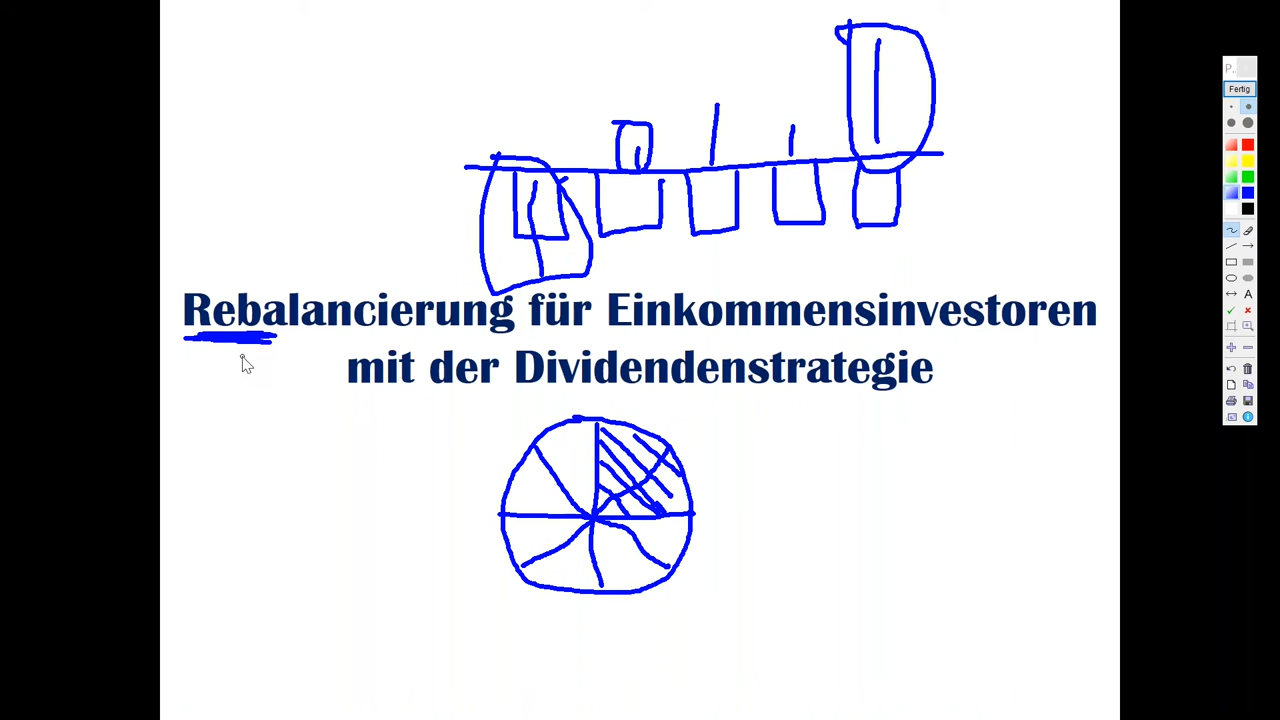 P..
Fertig
Rebalancierung für Einkommensinvestoren
mit der Dividendenstrategie
A